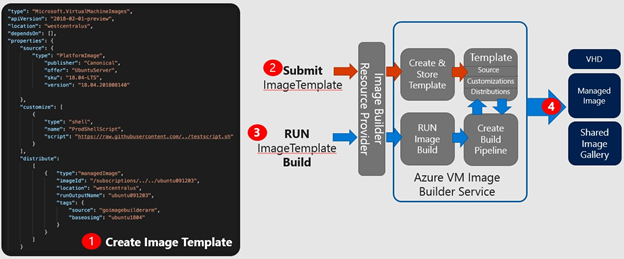 "type": "Microsoft.VirtualMachineImages",
"apiVersion": "2018-02-01-preview",
"location": "westcentralus",
"dependsOn": [],
"properties": {
"source": {
"type": "PlatformImage",
"publisher": "Canonical",
"offer": "UbuntuServer",
"sku": "18.04-LTS",
"version": "18.04.201808140"
},
"customize": [
{
"type": "shell",
"name": "ProdShellScript",
"script": "https://raw.githubusercontent.com/../testscript.sh"
}
],
"distribute":
[
{ "type":"managedImage",
"imageId": "/subscriptions/../../ubuntu091203",
"location": "westcentralus",
"runOutputName": "ubuntu091203",
"tags": {
"source": "goimagebuilderarm",
"baseosimg": "ubuntu1804"
}
}
]
}
1 Create Image Template
2 Submit
ImageTemplate
3 RUN
ImageTemplate
Build
Image Builder
Resource Provider
Create &
Store
Template
Template
Source
Customizations
Distributions
RUN
Image
Build
Create
Build
Pipeline
Azure VM Image
Builder Service
4
VHD
Managed
Image
Shared
Image
Gallery